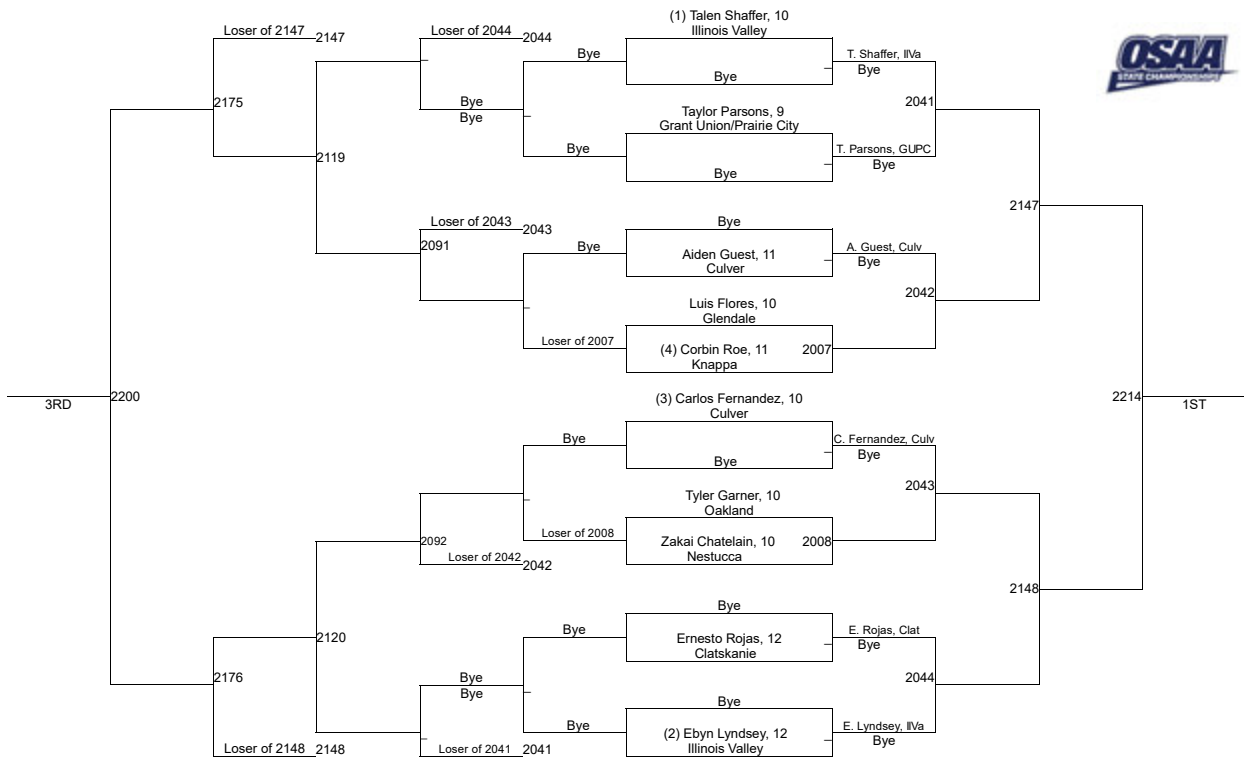 (1) Talen Shaffer, 10
Illinois Valley
Loser of 2147
2147
Loser of 2044
2044
Bye
T. Shaffer, IlVa
Bye
Bye
OSAA
STATE CHAMPIONSHIPS
2175
Bye
Bye
2041
Taylor Parsons, 9
Grant Union/Prairie City
2119
Bye
T. Parsons, GUPC
Bye
Bye
2147
Loser of 2043
2043
Bye
2091
Bye
Aiden Guest, 11
Culver
A. Guest, Culv
Bye
2042
Luis Flores, 10
Glendale
Loser of 2007
(4) Corbin Roe, 11
Knappa
2007
3RD
2200
2214
1ST
(3) Carlos Fernandez, 10
Culver
Bye
C. Fernandez, Culv
Bye
Bye
2043
Tyler Garner, 10
Oakland
2092
Loser of 2008
Zakai Chatelain, 10
Nestucca
2008
Loser of 2042
2042
2148
Bye
2120
Bye
Ernesto Rojas, 12
Clatskanie
E. Rojas, Clat
Bye
2176
Bye
Bye
2044
Bye
Bye
(2) Ebyn Lyndsey, 12
Illinois Valley
E. Lyndsey, IlVa
Bye
Loser of 2148
2148
Loser of 2041
2041